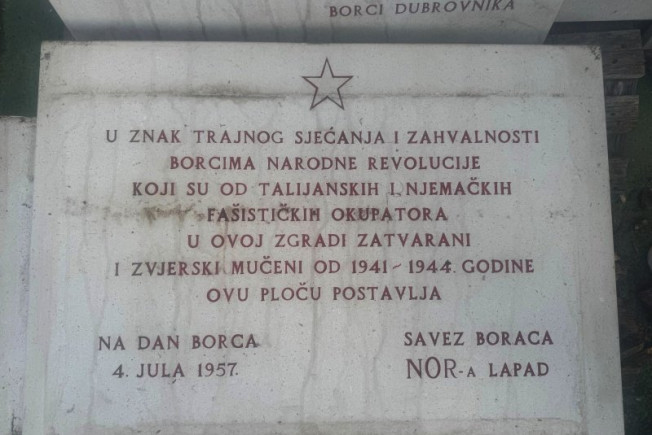 BORCI DUBROVNIKA
U ZNAK TRAJNOG SJEĆANJA I ZAHVALNOSTI
BORCIMA NARODNE REVOLUCIJE
KOJI SU OD TALIJANSKIH I NJEMAČKIH
FAŠISTIČKIH OKUPATORA
U OVOJ ZGRADI ZATVARANI
I ZVJERSKI MUČENI OD 1941-1944. GODINE
OVU PLOČU POSTAVLJA
NA DAN BORCA
4. JULA 1957.
SAVEZ BORACA
NOR-A LAPAD